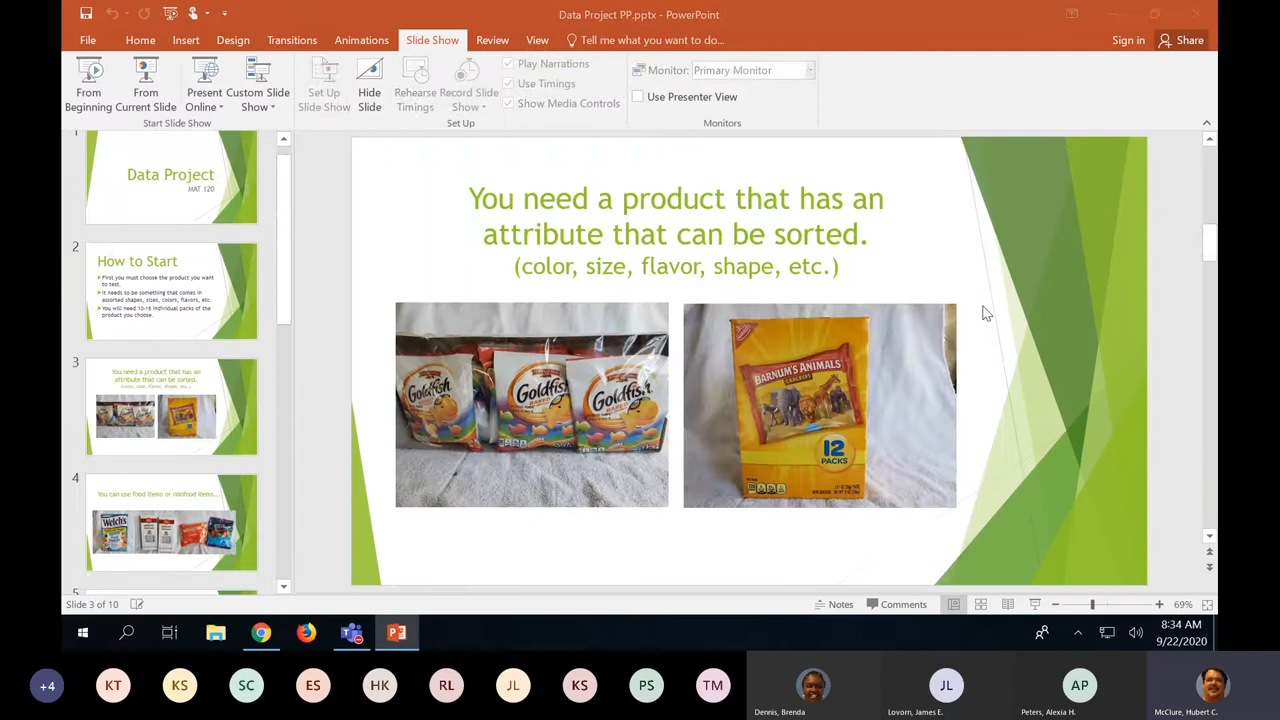 Data Project PP.pptx - PowerPoint
File Home Insert Design Transitions Animations Slide Show Review View Tell me what you want to do... Sign in Share
From Beginning
From Current Slide
Present Online
Custom Slide Show
Start Slide Show
Set Up Slide Show
Hide Slide
Rehearse Timings
Record Slide Show
Play Narrations
Use Timings
Show Media Controls
Set Up
Monitor: Primary Monitor
Use Presenter View
Monitors
1
Data Project
MAT 120
2
How to Start
First you must choose the product you want
to test.
It needs to be something that comes in
assorted shapes, sizes, colors, flavors, etc.
You will need 10-15 individual packs of the
product you choose.
3
You need a product that has an
attribute that can be sorted.
(color, size, flavor, shape, etc.)
4
You can use food items or nonfood items...
Welch's
5
You need a product that has an
attribute that can be sorted.
(color, size, flavor, shape, etc.)
Goldfish
Goldfish
Goldfish
BARNUM'S ANIMALS
CRACKERS
12
PACKS
Slide 3 of 10
Notes Comments 69%
8:34 AM
9/22/2020
+4 KT KS SC ES HK RL JL KS PS TM JL AP
Dennis, Brenda Lovorn, James E. Peters, Alexia H. McClure, Hubert C.